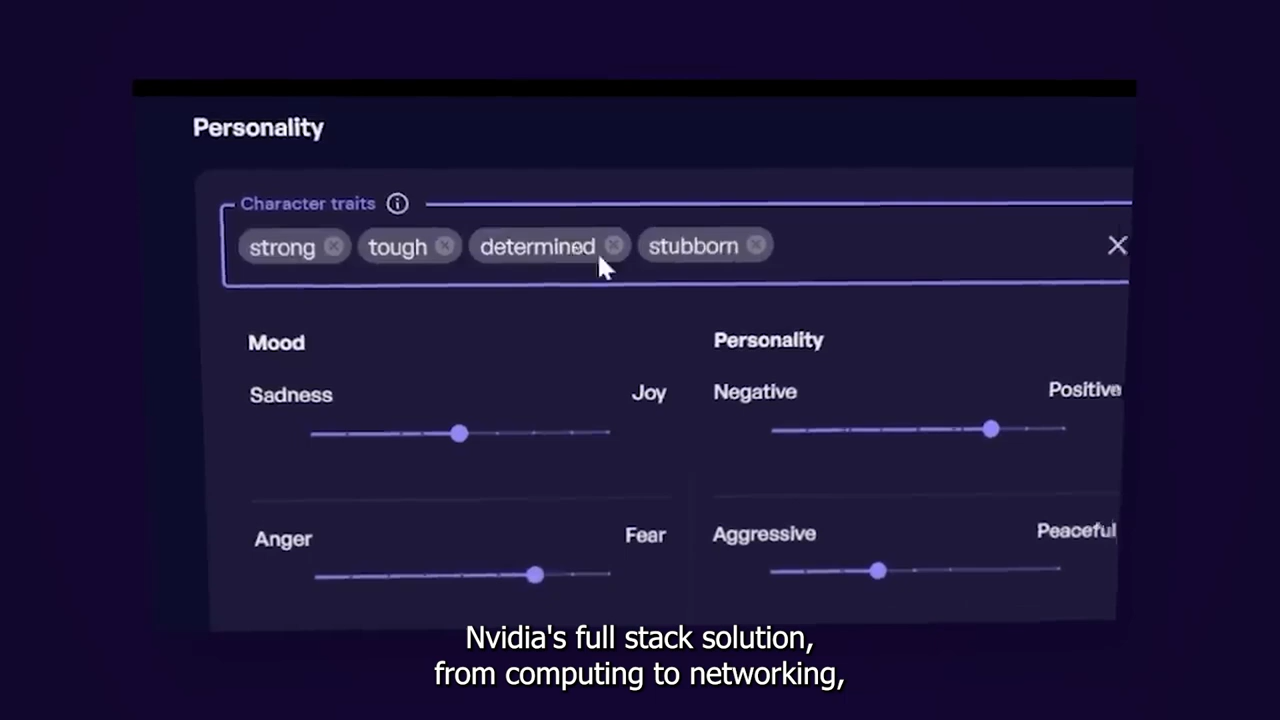 Personality
Character traits
strong tough determined stubborn
Mood
Personality
Sadness Joy
Negative Positive
Anger Fear
Aggressive Peaceful
Nvidia's full stack solution,
from computing to networking,